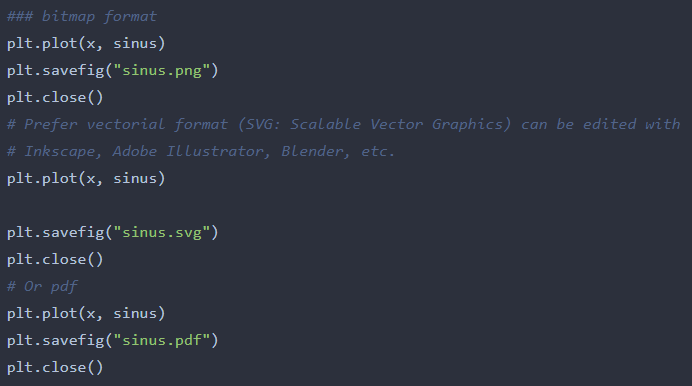 ### bitmap format
plt.plot(x, sinus)
plt.savefig("sinus.png")
plt.close()
# Prefer vectorial format (SVG: Scalable Vector Graphics) can be edited with
# Inkscape, Adobe Illustrator, Blender, etc.
plt.plot(x, sinus)
plt.savefig("sinus.svg")
plt.close()
# Or pdf
plt.plot(x, sinus)
plt.savefig("sinus.pdf")
plt.close()